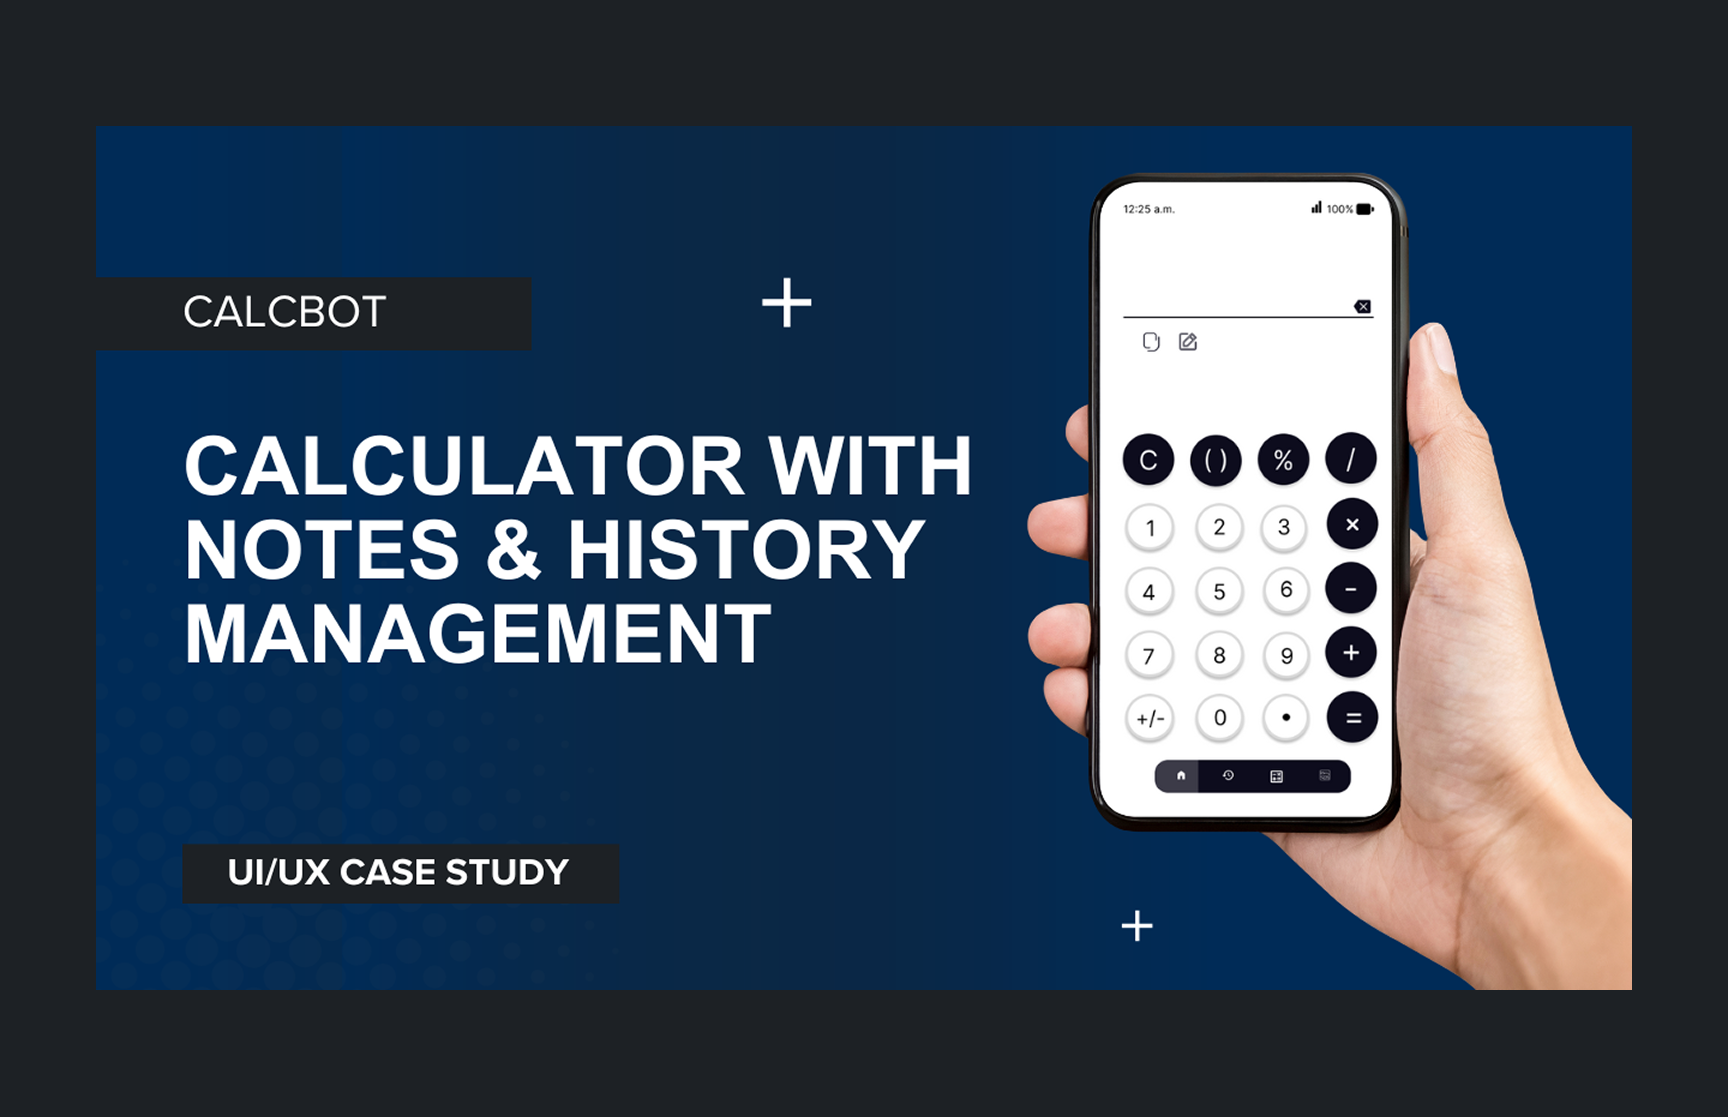 CALCBOT
CALCULATOR WITH
NOTES & HISTORY
MANAGEMENT
UI/UX CASE STUDY
12:25 a.m. 100%
C ( ) % /
1 2 3 ×
4 5 6 -
7 8 9 +
+/- 0 • =